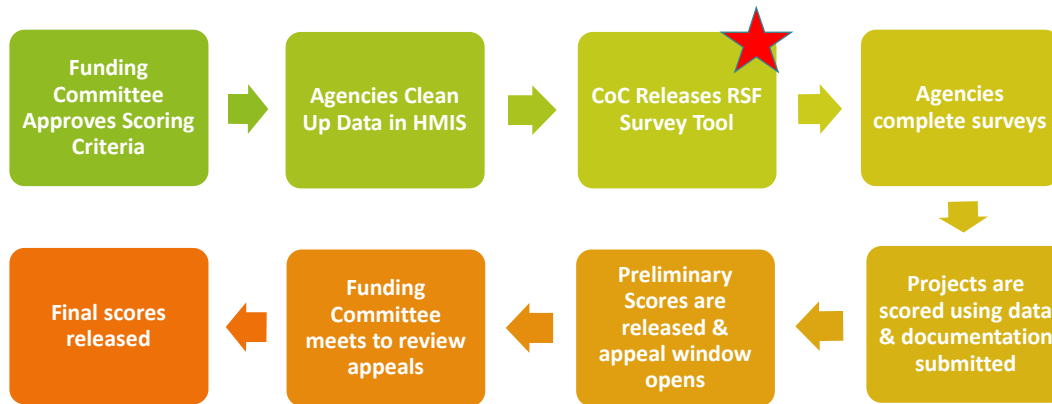 Funding
Committee
Approves Scoring
Criteria
Agencies Clean
Up Data in HMIS
CoC Releases RSF
Survey Tool
Agencies
complete surveys
Projects are
scored using data
& documentation
submitted
Preliminary
Scores are
released &
appeal window
opens
Funding
Committee
meets to review
appeals
Final scores
released